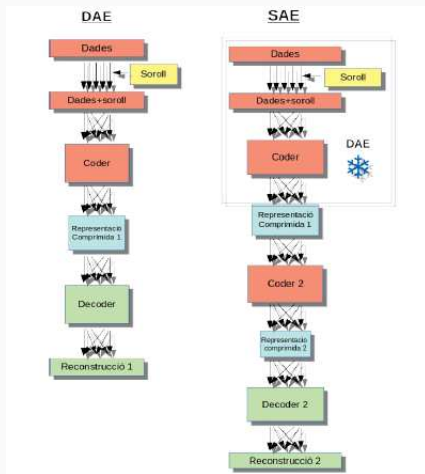 DAE
Dades
Soroll
Dades+soroll
Coder
Representació
Comprimida 1
Decoder
Reconstrucció 1
SAE
Dades
Soroll
Dades+soroll
Coder
DAE
Representació
Comprimida 1
Coder 2
Representació
comprimida 2
Decoder 2
Reconstrucció 2